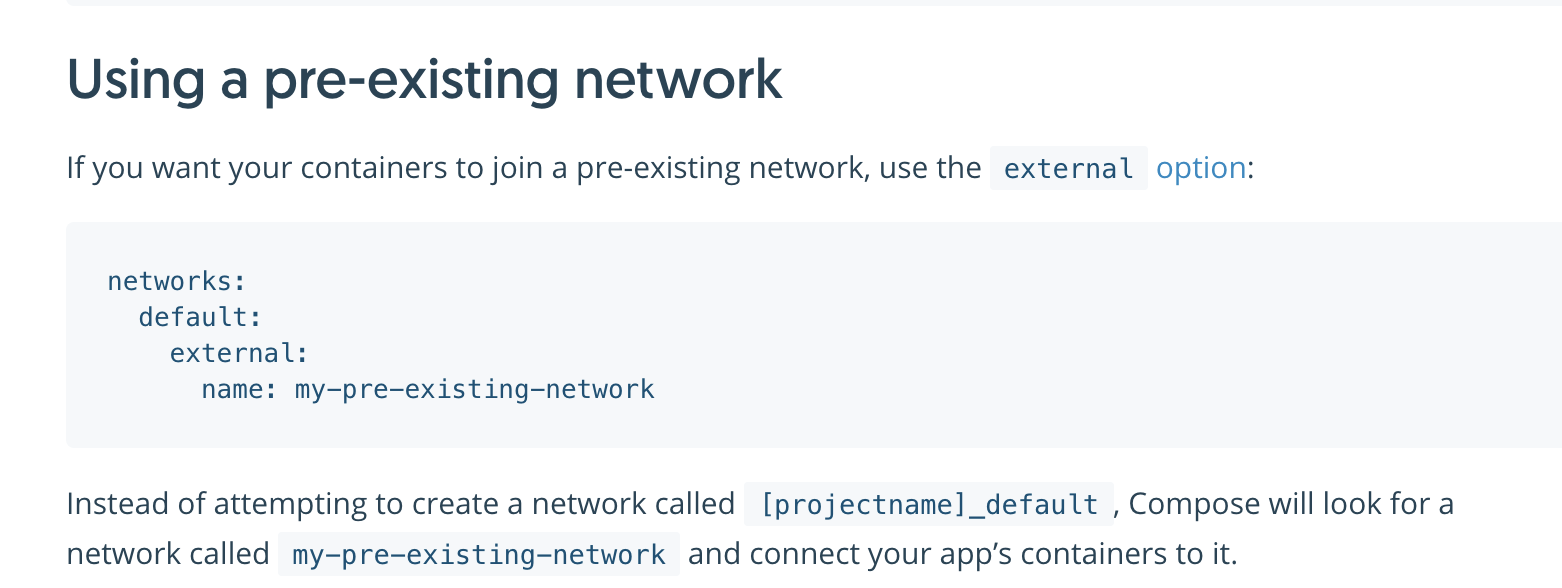 Using a pre-existing network
If you want your containers to join a pre-existing network, use the external option:
networks:
  default:
    external:
      name: my-pre-existing-network
Instead of attempting to create a network called [projectname]_default, Compose will look for a
network called my-pre-existing-network and connect your app’s containers to it.